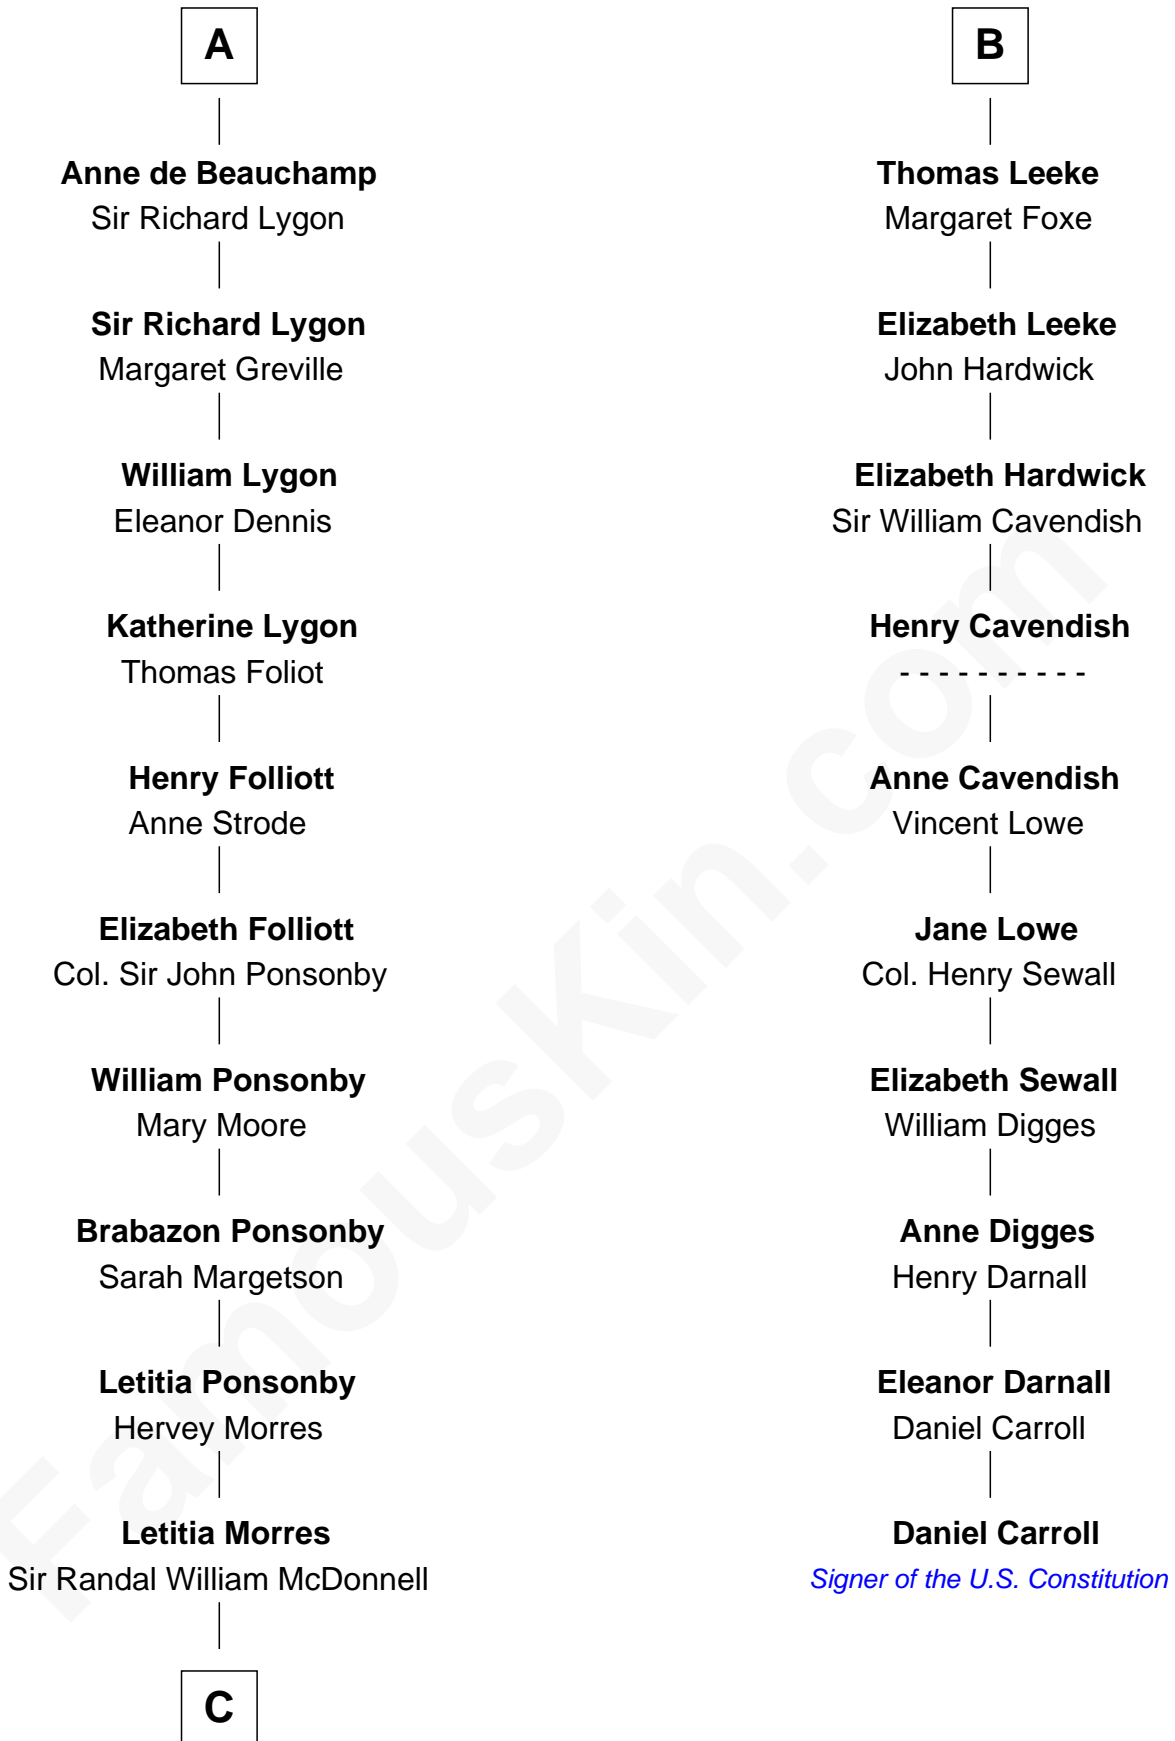 A
Anne de Beauchamp
Sir Richard Lygon
Sir Richard Lygon
Margaret Greville
William Lygon
Eleanor Dennis
Katherine Lygon
Thomas Foliot
Henry Folliott
Anne Strode
Elizabeth Folliott
Col. Sir John Ponsonby
William Ponsonby
Mary Moore
Brabazon Ponsonby
Sarah Margetson
Letitia Ponsonby
Hervey Morres
Letitia Morres
Sir Randal William McDonnell
C
B
Thomas Leeke
Margaret Foxe
Elizabeth Leeke
John Hardwick
Elizabeth Hardwick
Sir William Cavendish
Henry Cavendish
- - - - - - - - - -
Anne Cavendish
Vincent Lowe
Jane Lowe
Col. Henry Sewall
Elizabeth Sewall
William Digges
Anne Digges
Henry Darnall
Eleanor Darnall
Daniel Carroll
Daniel Carroll
Signer of the U.S. Constitution
FamousKin.com